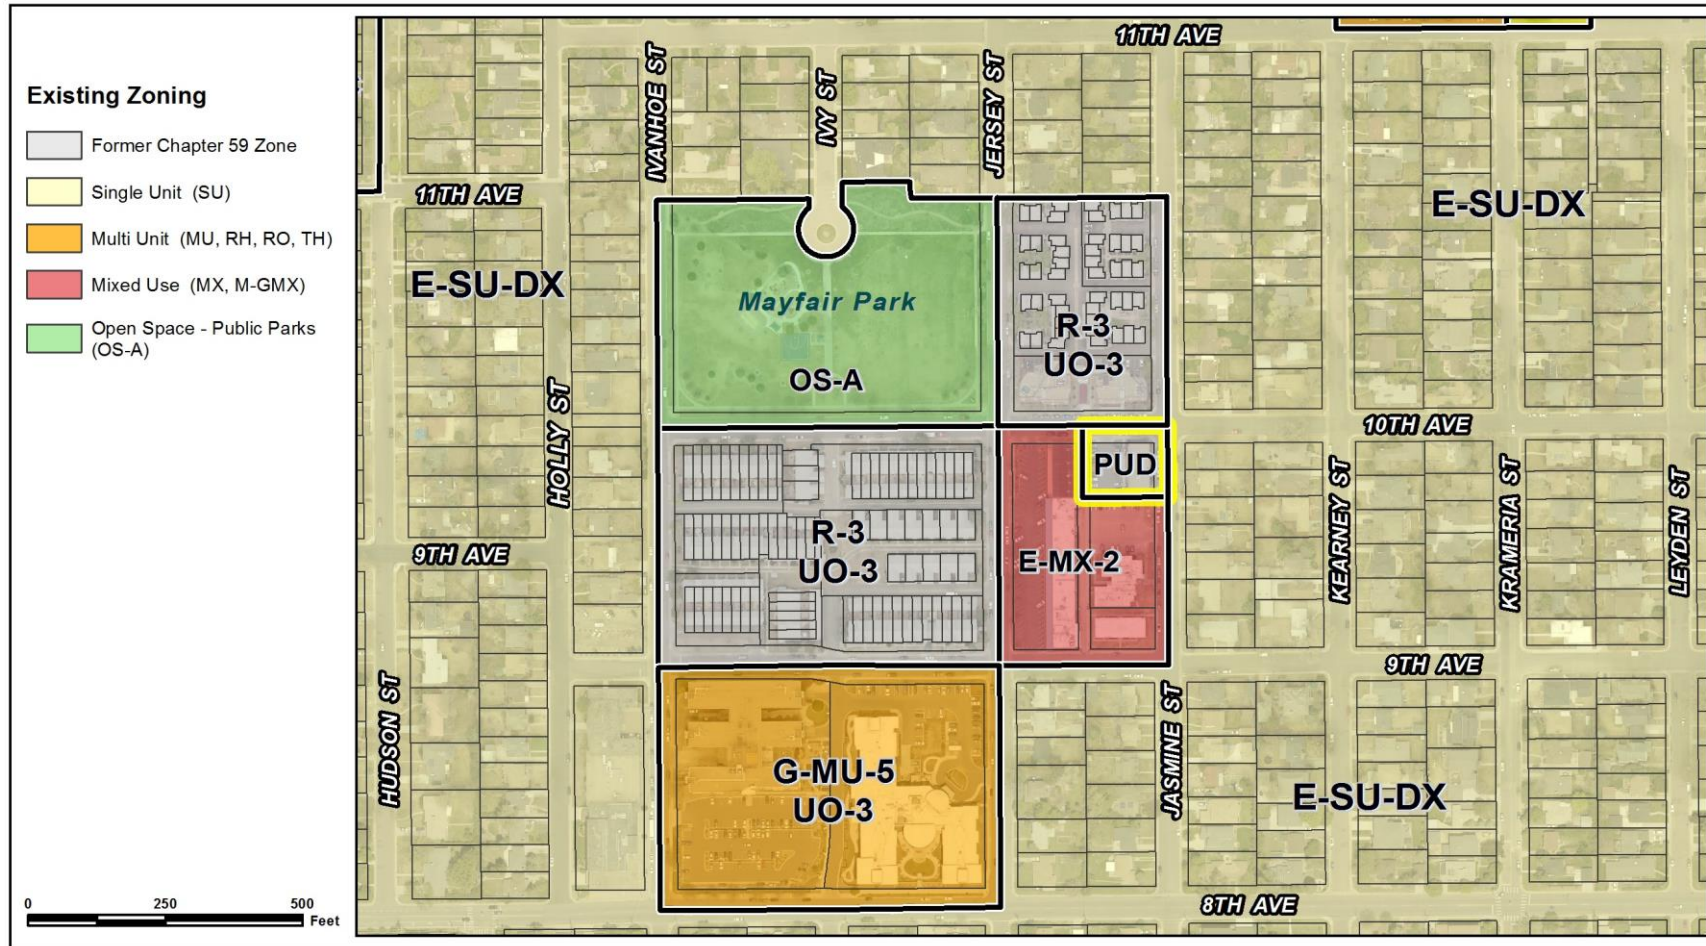 Existing Zoning
Former Chapter 59 Zone
Single Unit (SU)
Multi Unit (MU, RH, RO, TH)
Mixed Use (MX, M-GMX)
Open Space - Public Parks
(OS-A)
0 250 500
Feet
11TH AVE
IVANHOE ST
IVY ST
JERSEY ST
11TH AVE
E-SU-DX
E-SU-DX
Mayfair Park
OS-A
R-3
UO-3
HOLLY ST
10TH AVE
PUD
KEARNEY ST
KRAMERIA ST
LEYDEN ST
9TH AVE
R-3
UO-3
E-MX-2
9TH AVE
HUDSON ST
JASMINE ST
G-MU-5
UO-3
E-SU-DX
8TH AVE